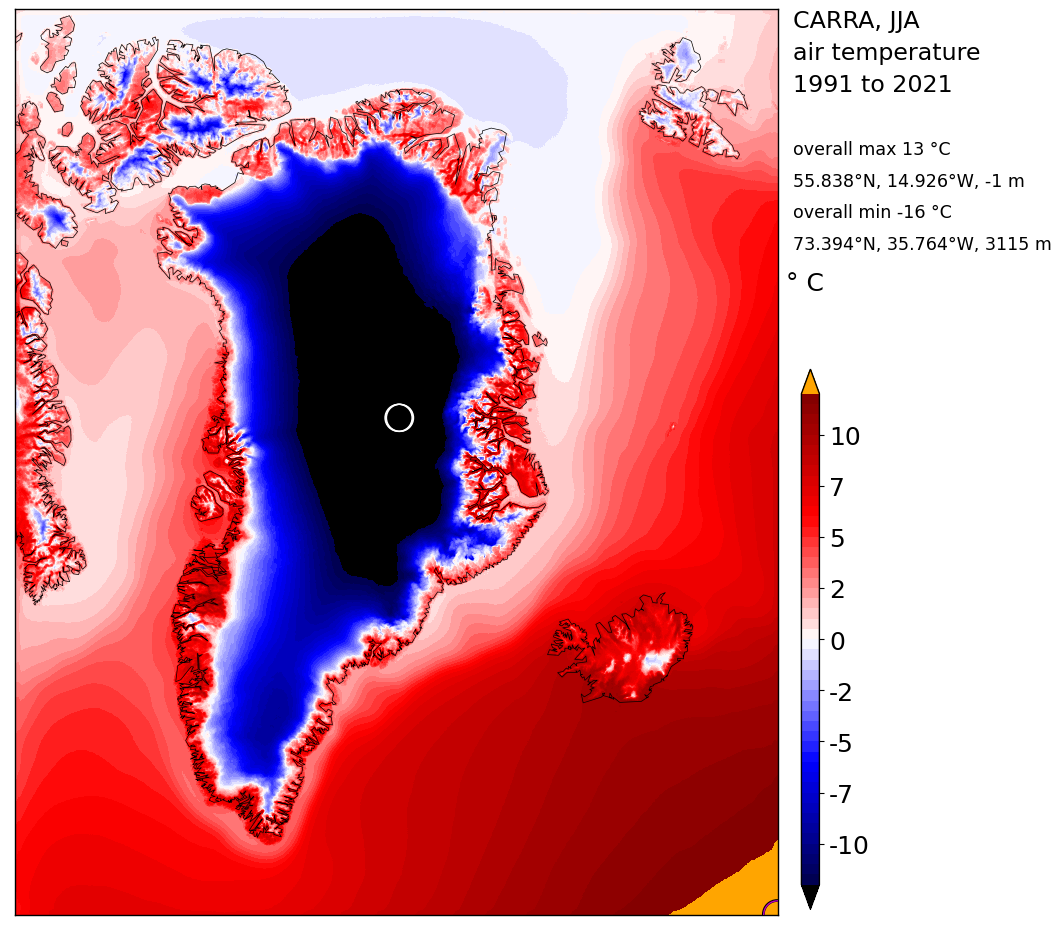 CARRA, JJA
air temperature
1991 to 2021
overall max 13 °C
55.838°N, 14.926°W, -1 m
overall min -16 °C
73.394°N, 35.764°W, 3115 m
° C
10
7
5
2
0
-2
-5
-7
-10